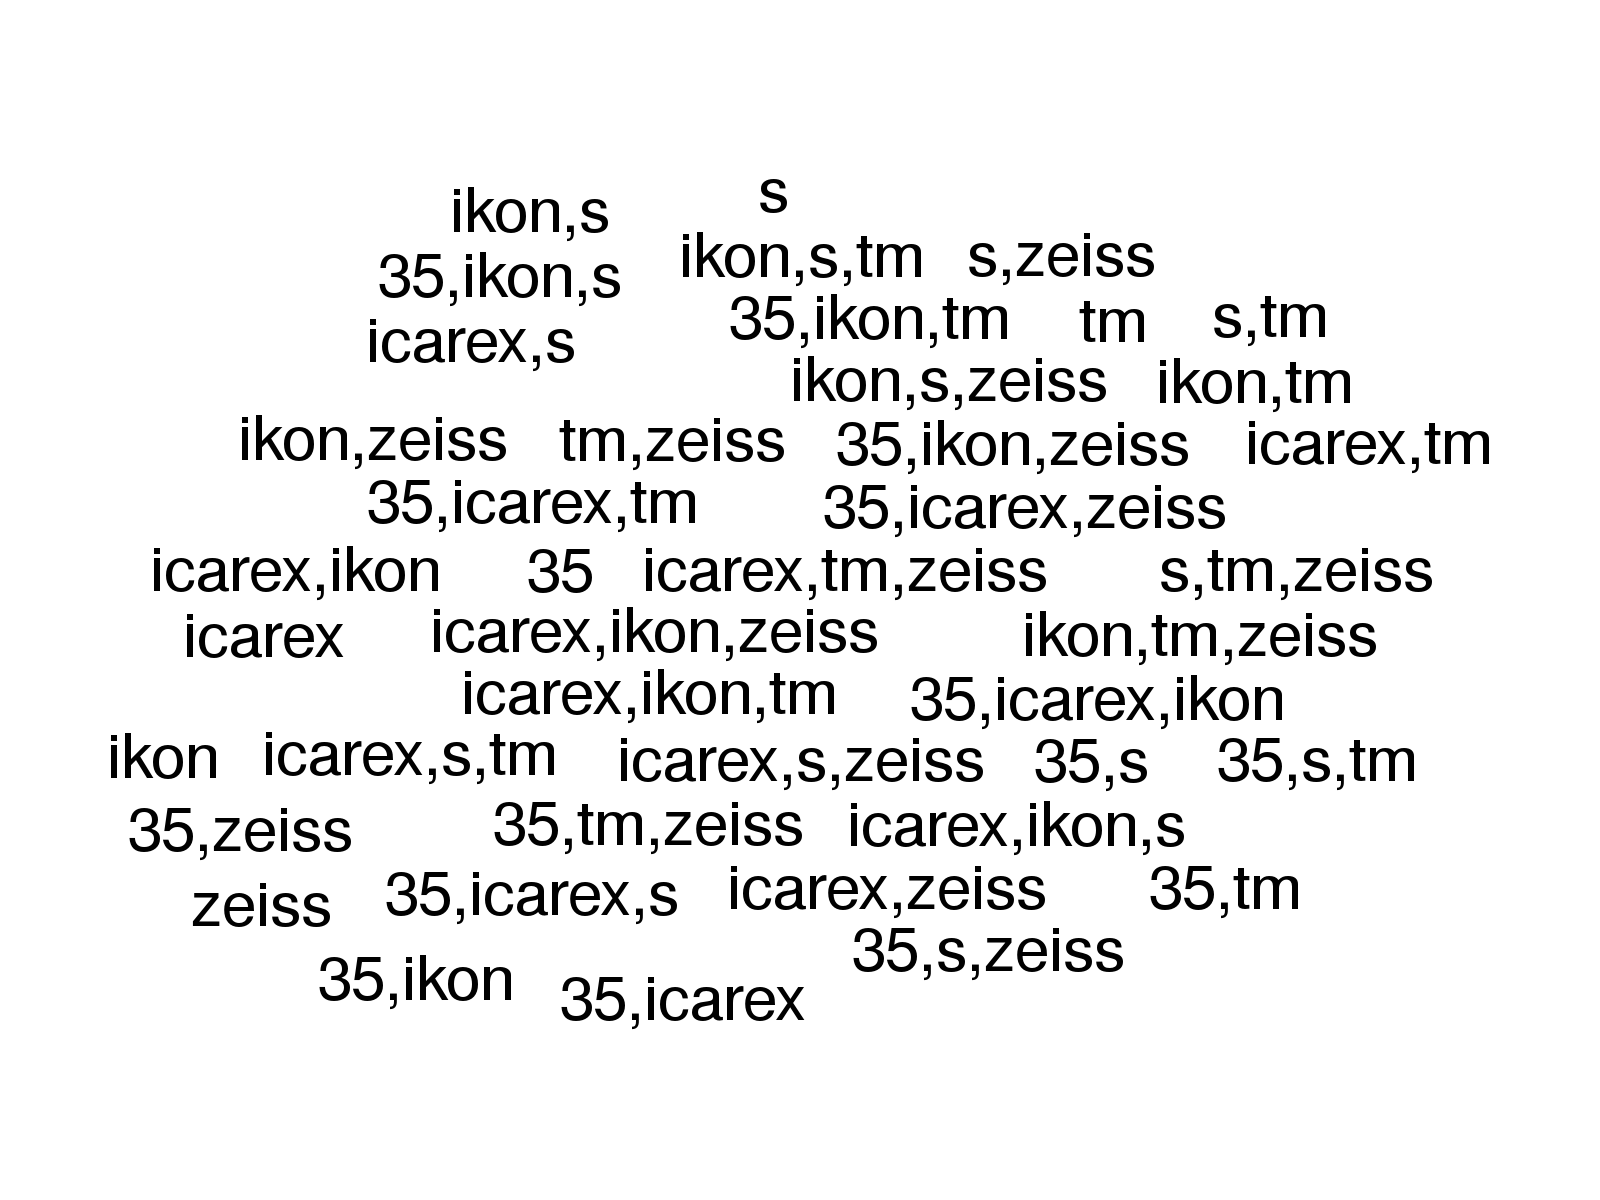 s
ikon,s
ikon,s,tm s,zeiss
35,ikon,s
35,ikon,tm tm s,tm
icarex,s
ikon,s,zeiss ikon,tm
ikon,zeiss tm,zeiss 35,ikon,zeiss icarex,tm
35,icarex,tm 35,icarex,zeiss
icarex,ikon 35 icarex,tm,zeiss s,tm,zeiss
icarex icarex,ikon,zeiss ikon,tm,zeiss
icarex,ikon,tm 35,icarex,ikon
ikon icarex,s,tm icarex,s,zeiss 35,s 35,s,tm
35,zeiss 35,tm,zeiss icarex,ikon,s
zeiss 35,icarex,s icarex,zeiss 35,tm
35,s,zeiss
35,ikon 35,icarex